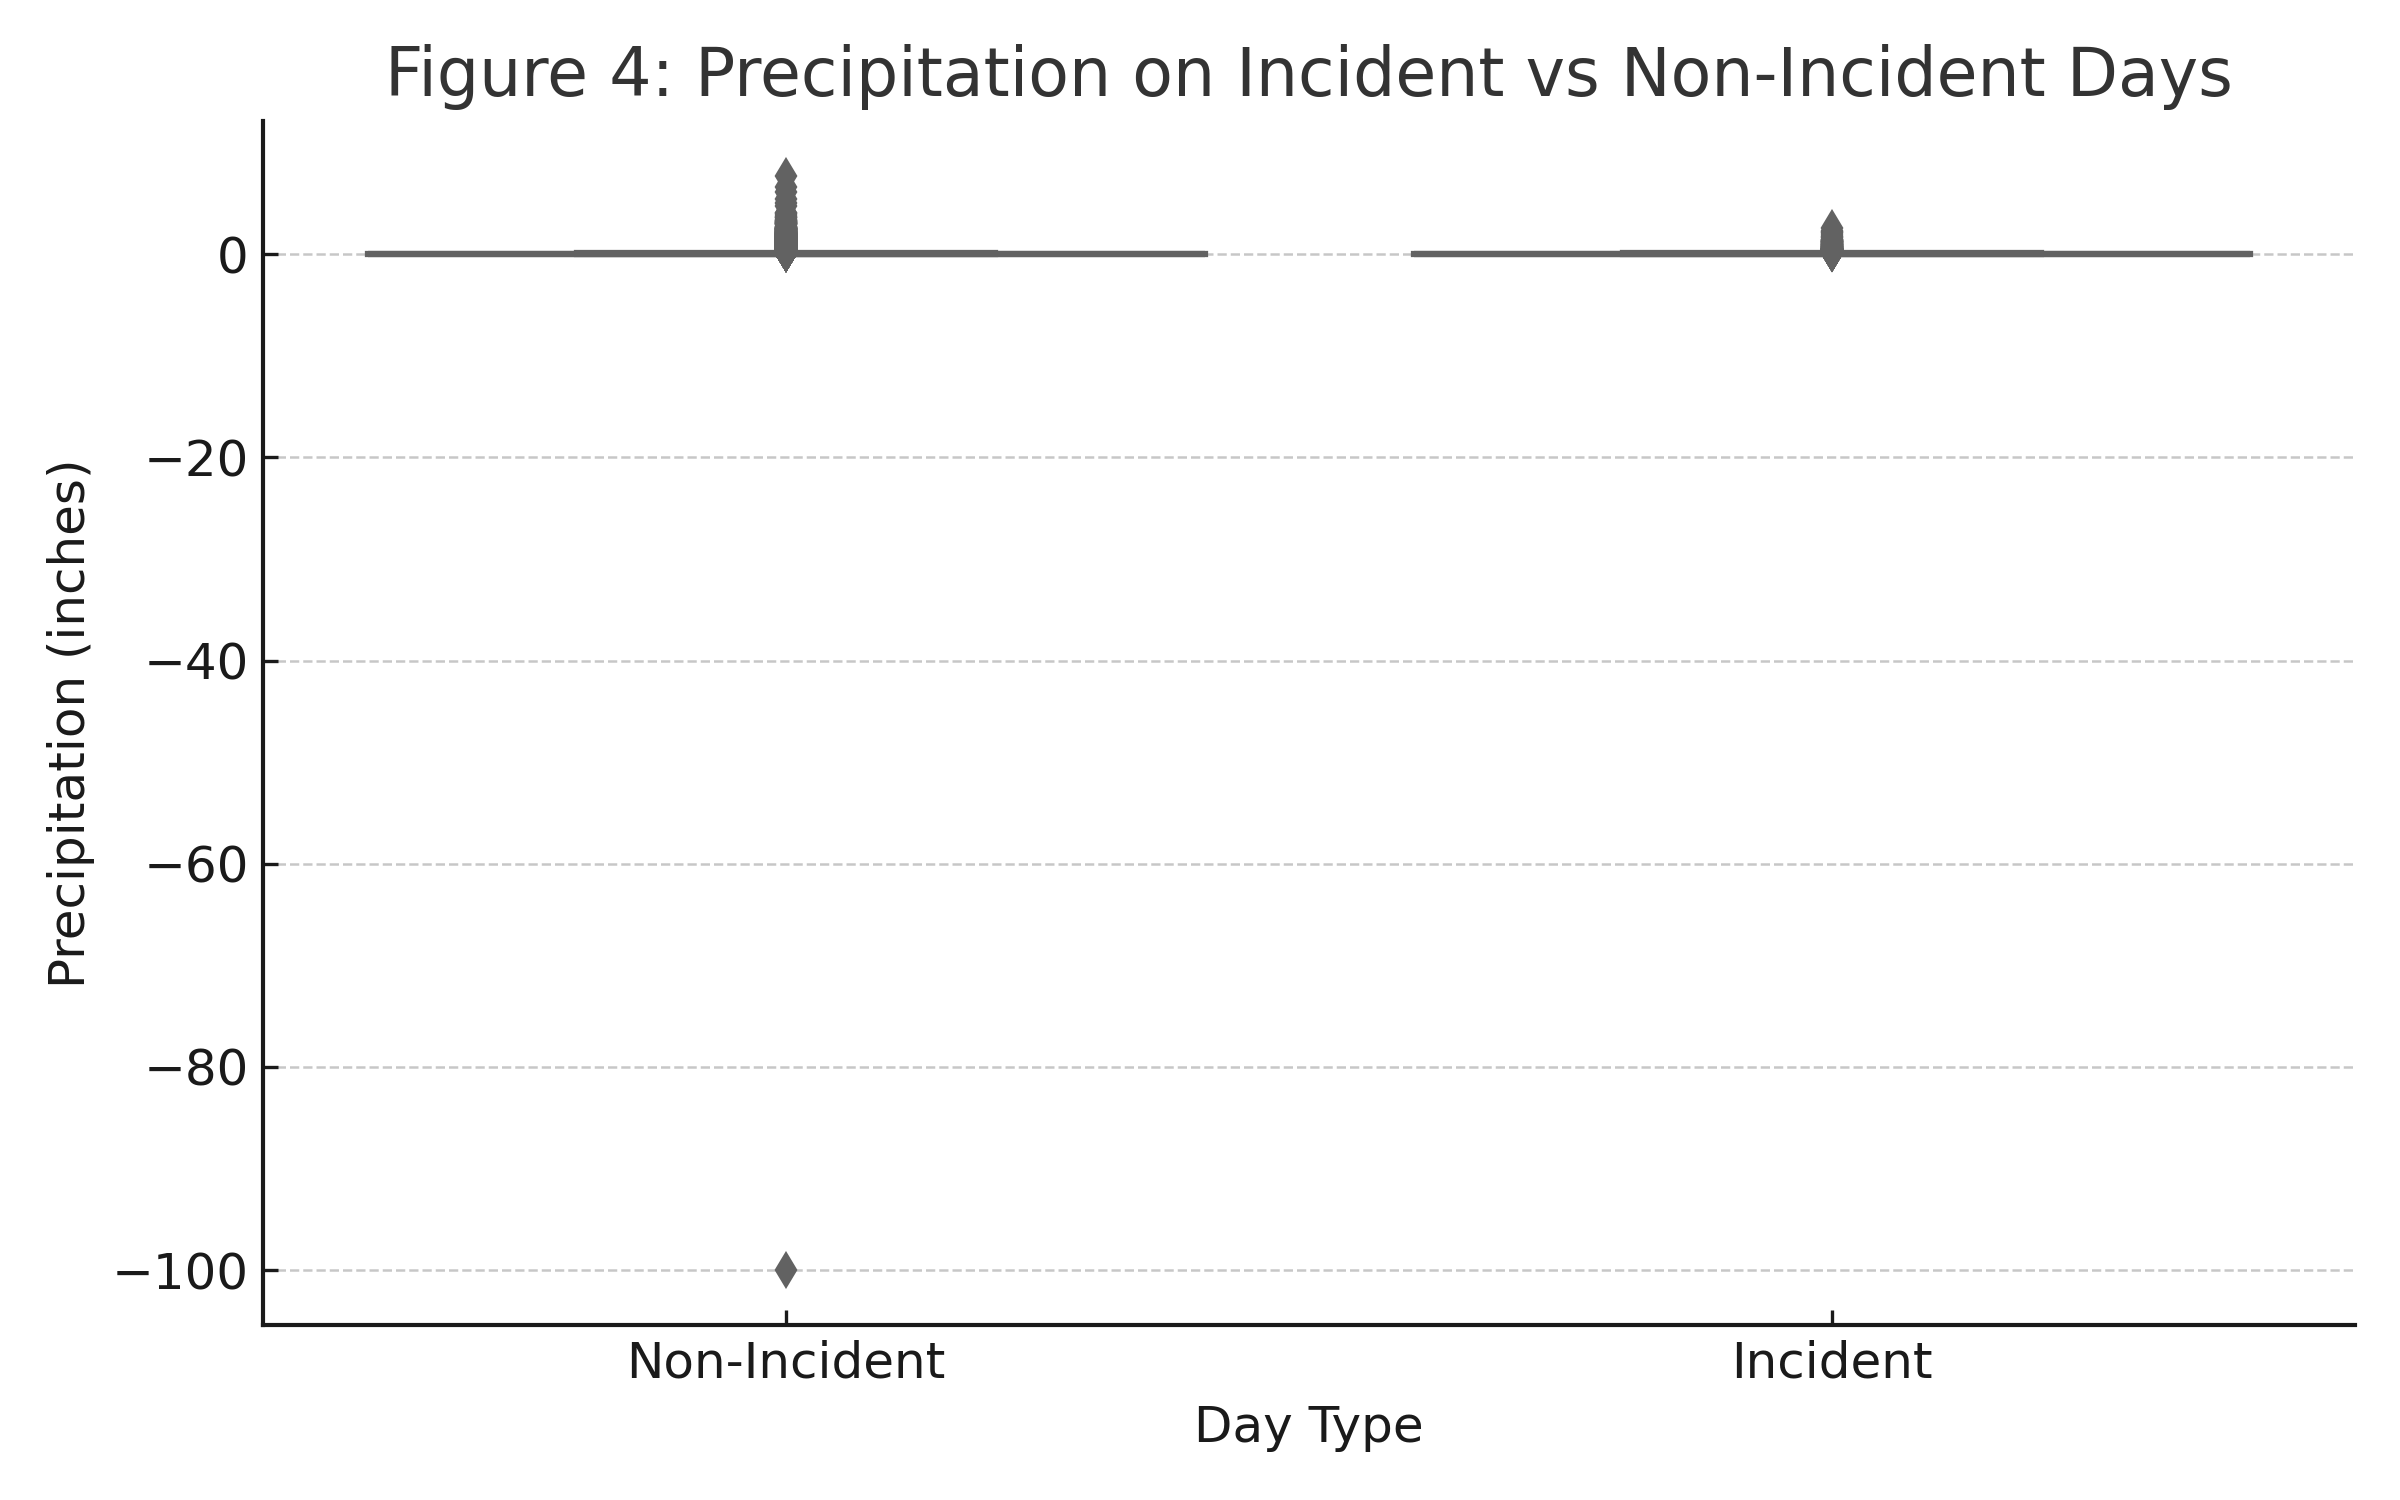 Figure 4: Precipitation on Incident vs Non-Incident Days
Precipitation (inches)
0
−20
−40
−60
−80
−100
Non-Incident Incident
Day Type